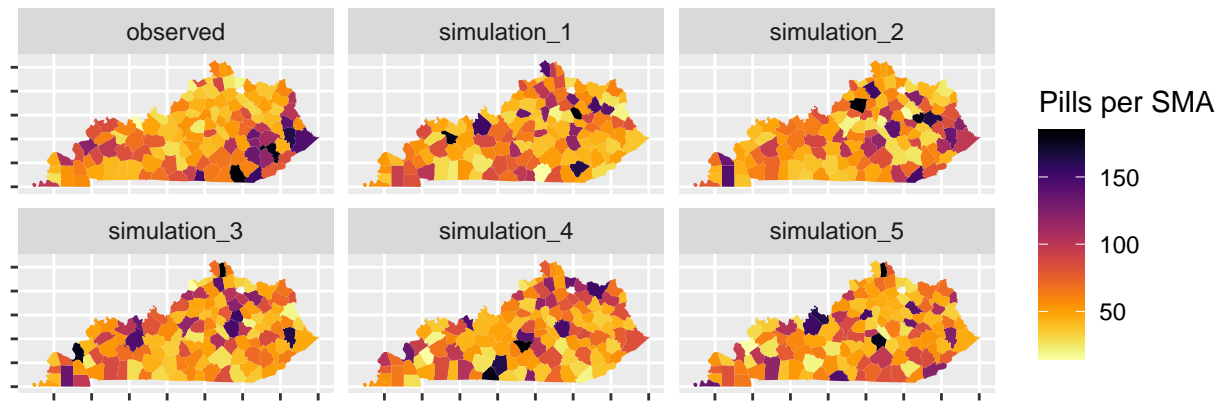 observed
simulation_1
simulation_2
simulation_3
simulation_4
simulation_5
Pills per SMA
150
100
50